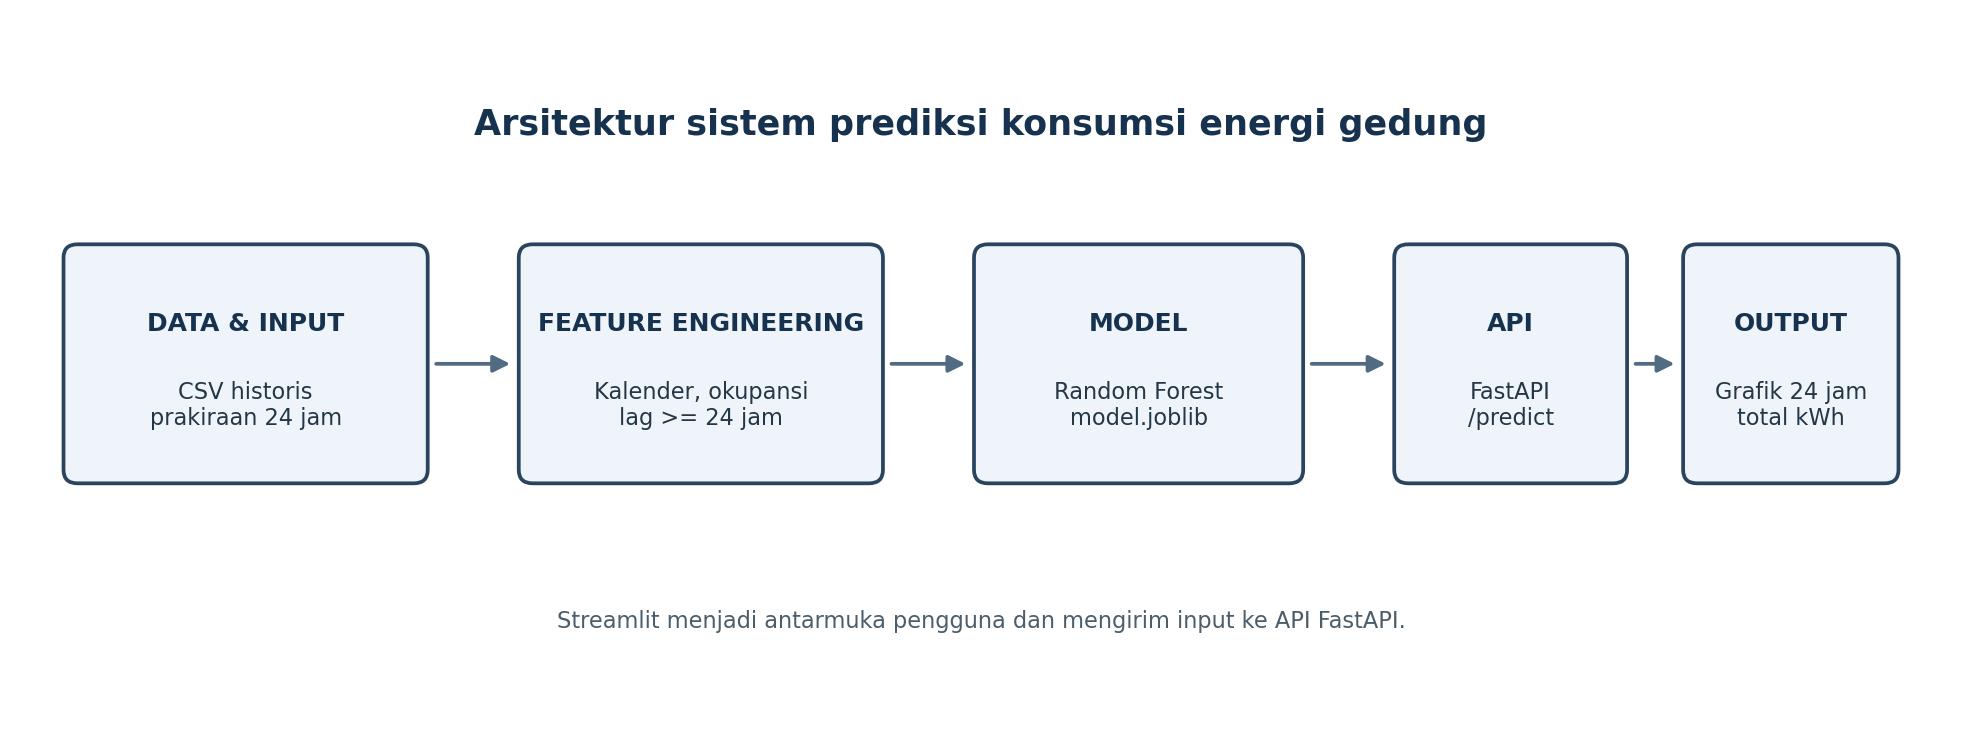 Arsitektur sistem prediksi konsumsi energi gedung
DATA & INPUT
CSV historis
prakiraan 24 jam
FEATURE ENGINEERING
Kalender, okupansi
lag >= 24 jam
MODEL
Random Forest
model.joblib
API
FastAPI
/predict
OUTPUT
Grafik 24 jam
total kWh
Streamlit menjadi antarmuka pengguna dan mengirim input ke API FastAPI.